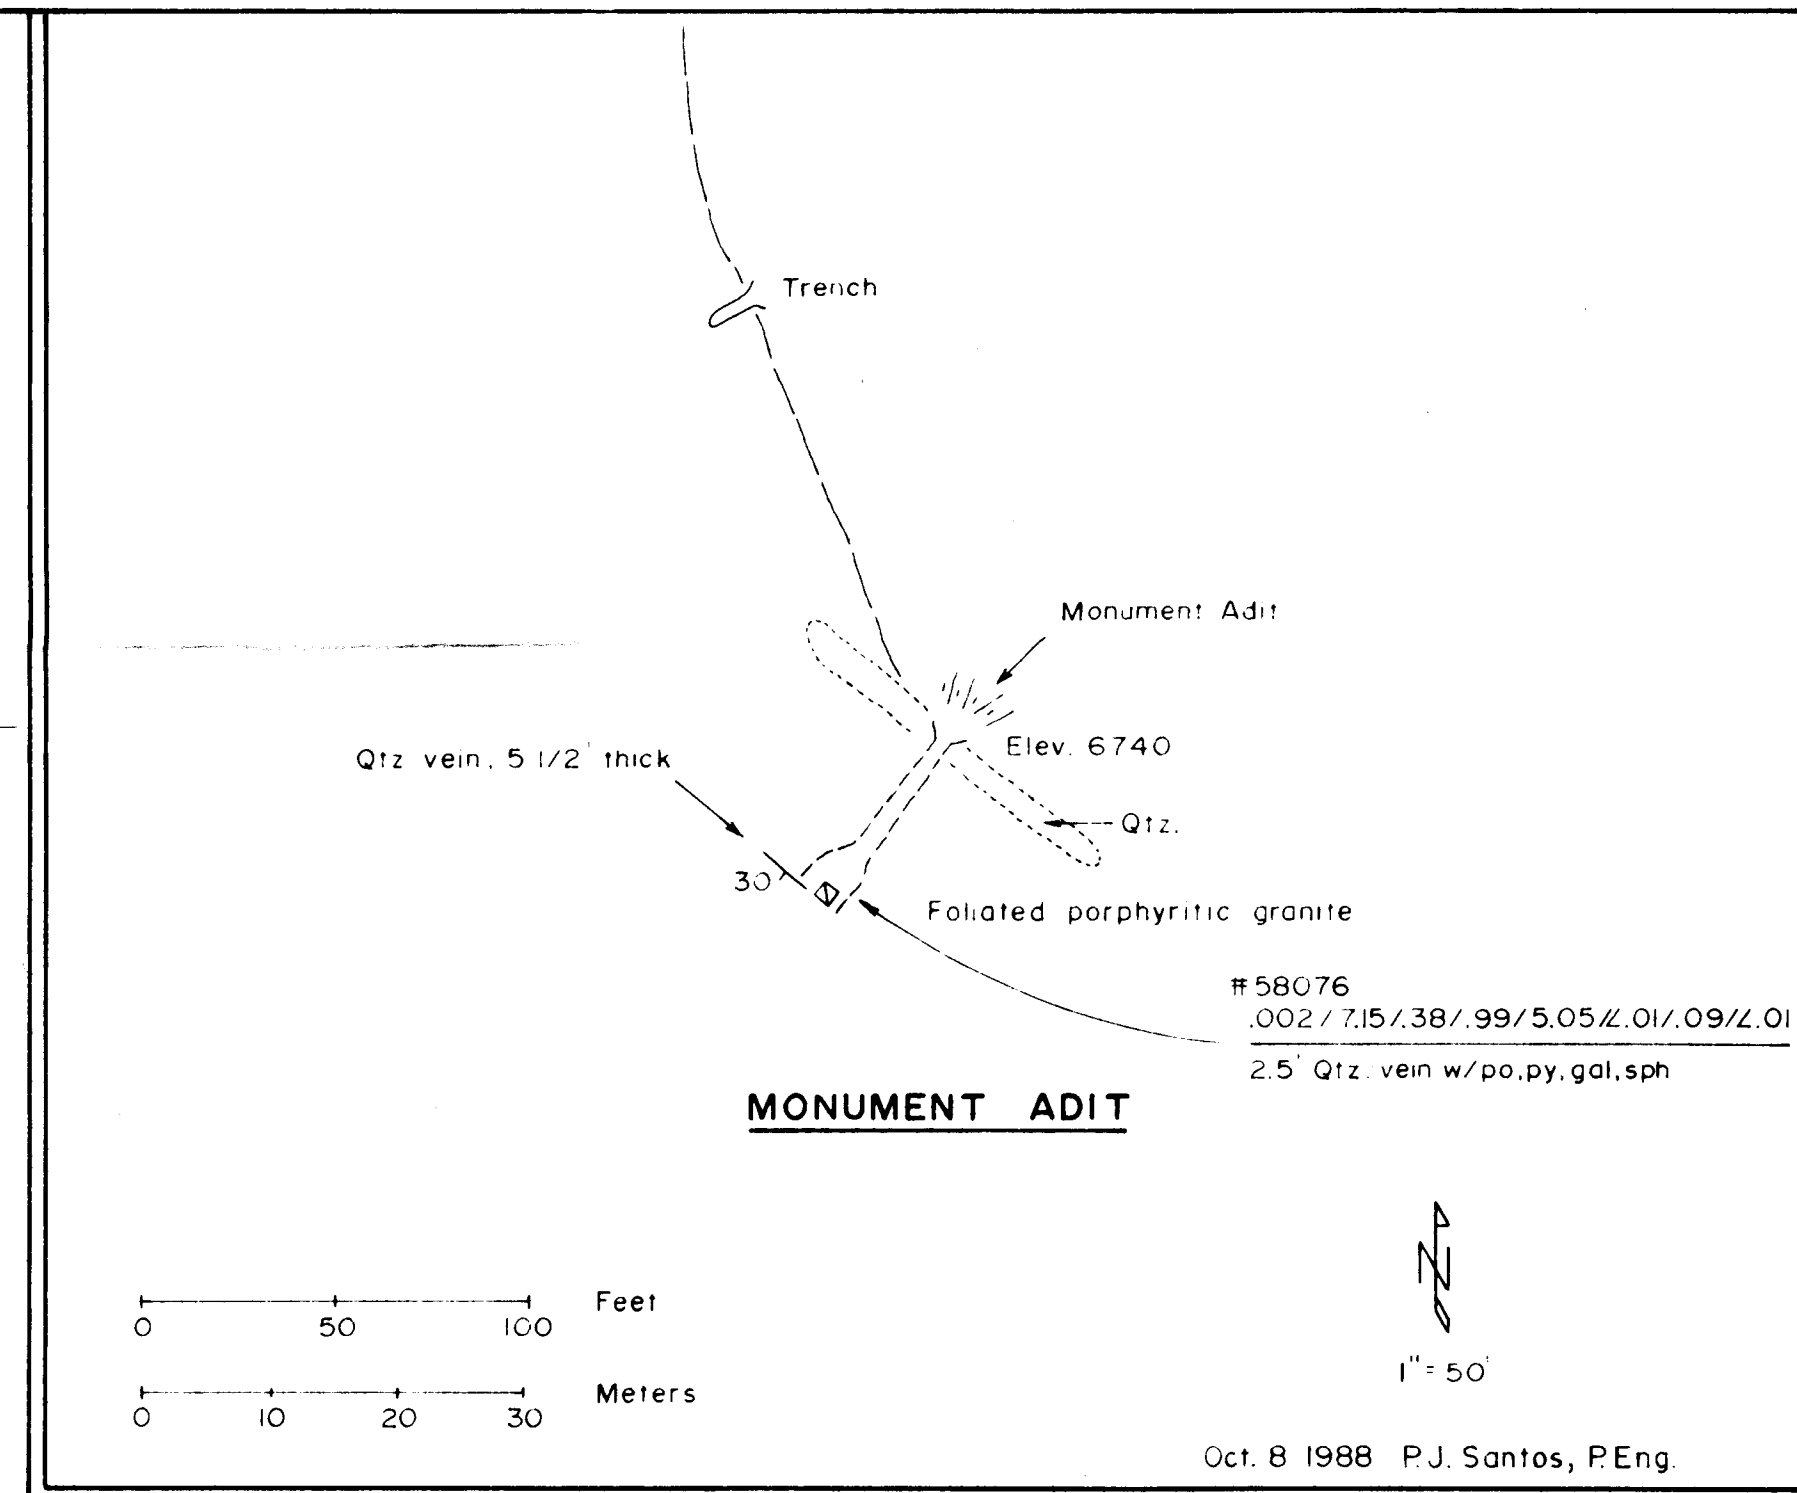 Trench
Monument Adit
Elev. 6740
Qtz vein, 5 1/2' thick
Qtz.
30
Foliated porphyritic granite
#58076
.002/7.15/.38/.99/5.05/<.01/.09/<.01
2.5' Qtz. vein w/po,py,gal,sph
MONUMENT ADIT
Feet
0 50 100
Meters
0 10 20 30
N
1"=50'
Oct. 8 1988 P.J. Santos, P.Eng.